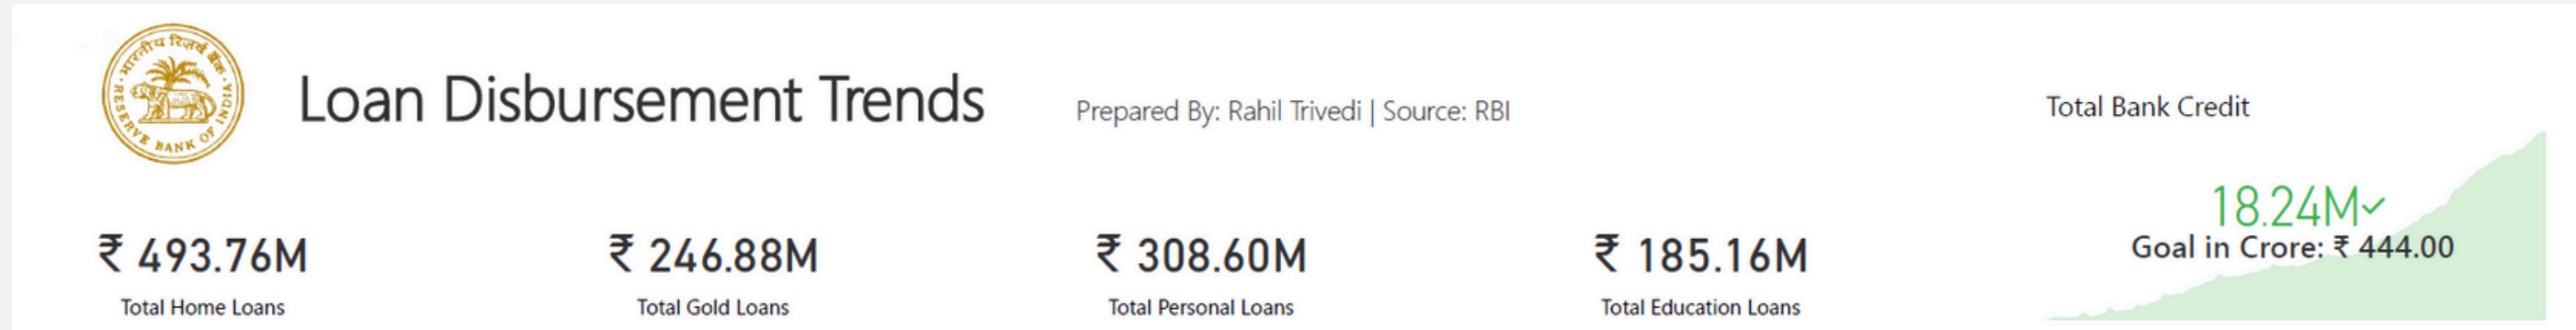 भारतीय रिज़र्व बैंक
RESERVE BANK OF INDIA
Loan Disbursement Trends
Prepared By: Rahil Trivedi | Source: RBI
Total Bank Credit
18.24M✓
Goal in Crore: ₹ 444.00
₹ 493.76M
Total Home Loans
₹ 246.88M
Total Gold Loans
₹ 308.60M
Total Personal Loans
₹ 185.16M
Total Education Loans